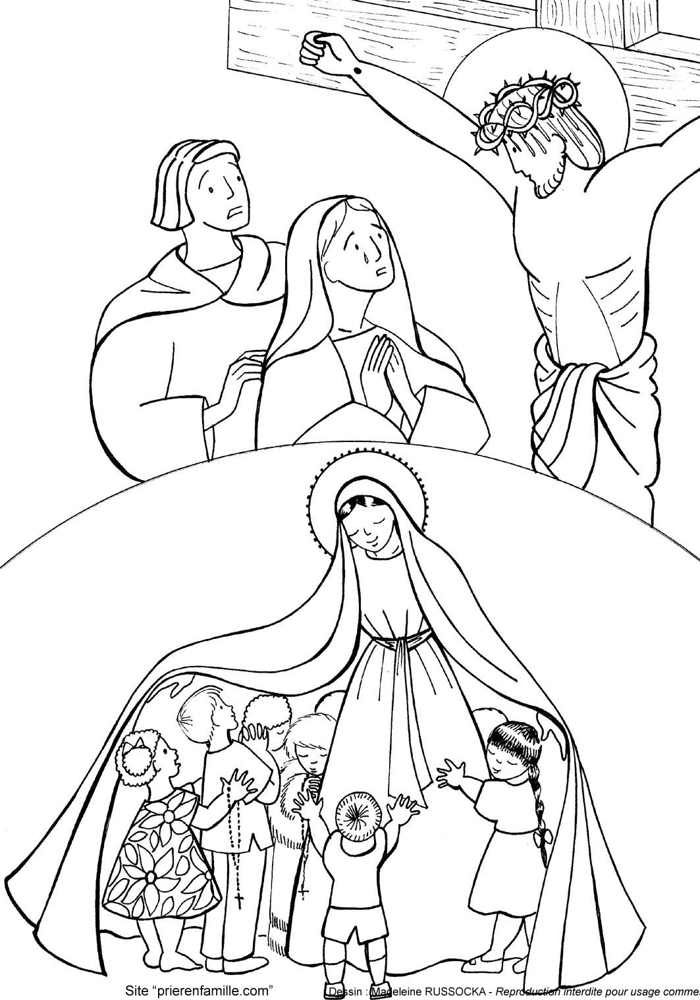 Site “prierenfamille.com”
Dessin : Madeleine RUSSOCKA - Reproduction interdite pour usage comme